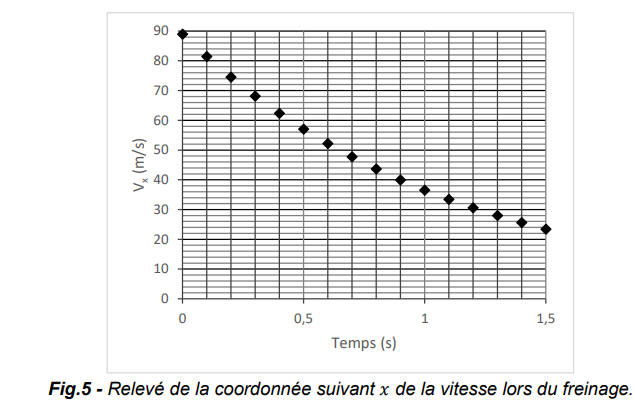 90
80
70
60
50
40
30
20
10
0
Vx (m/s)
0 0,5 1 1,5
Temps (s)
Fig.5 - Relevé de la coordonnée suivant x de la vitesse lors du freinage.